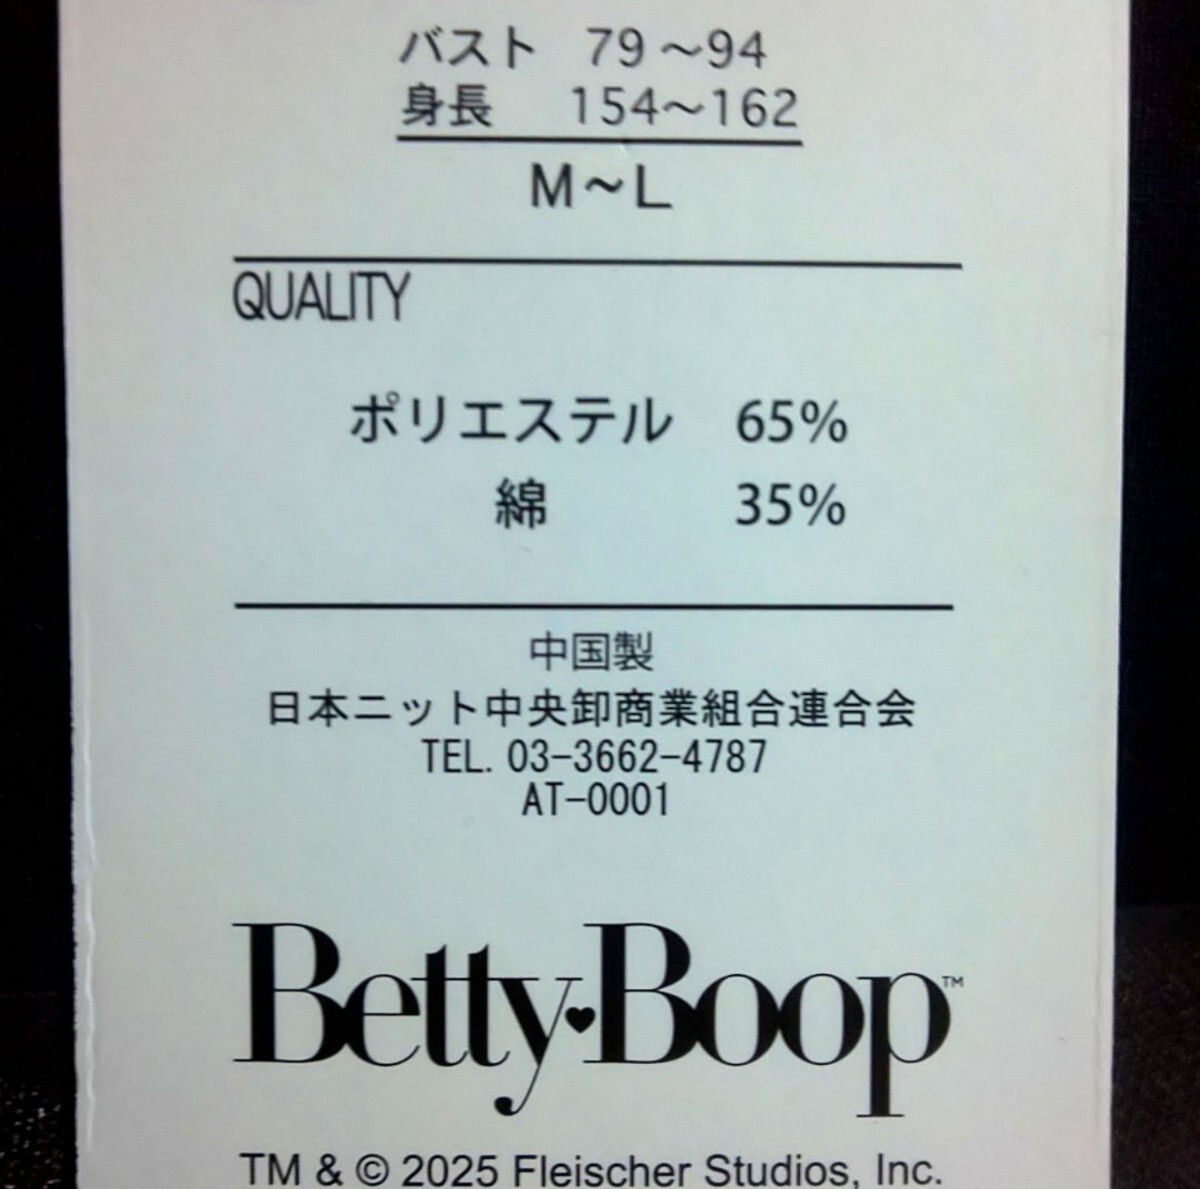 バスト 79～94
身長 154～162
M～L
QUALITY
ポリエステル 65%
綿 35%
中国製
日本ニット中央卸商業組合連合会
TEL. 03-3662-4787
AT-0001
Betty♥Boop™
TM & © 2025 Fleischer Studios, Inc.